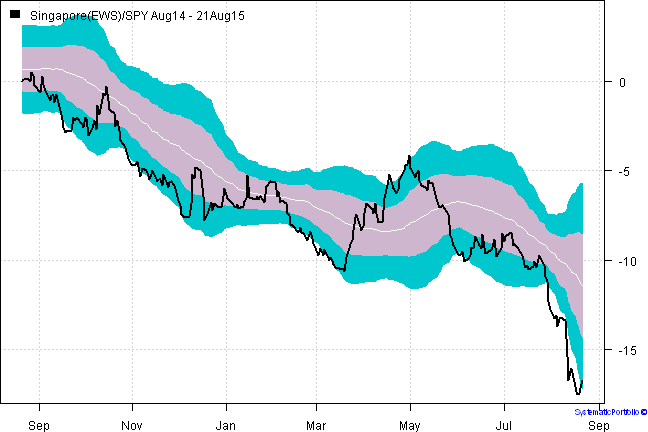 Singapore(EWS)/SPY Aug14 - 21Aug15
0
-5
-10
-15
SystematicPortfolio ©
Sep Nov Jan Mar May Jul Sep